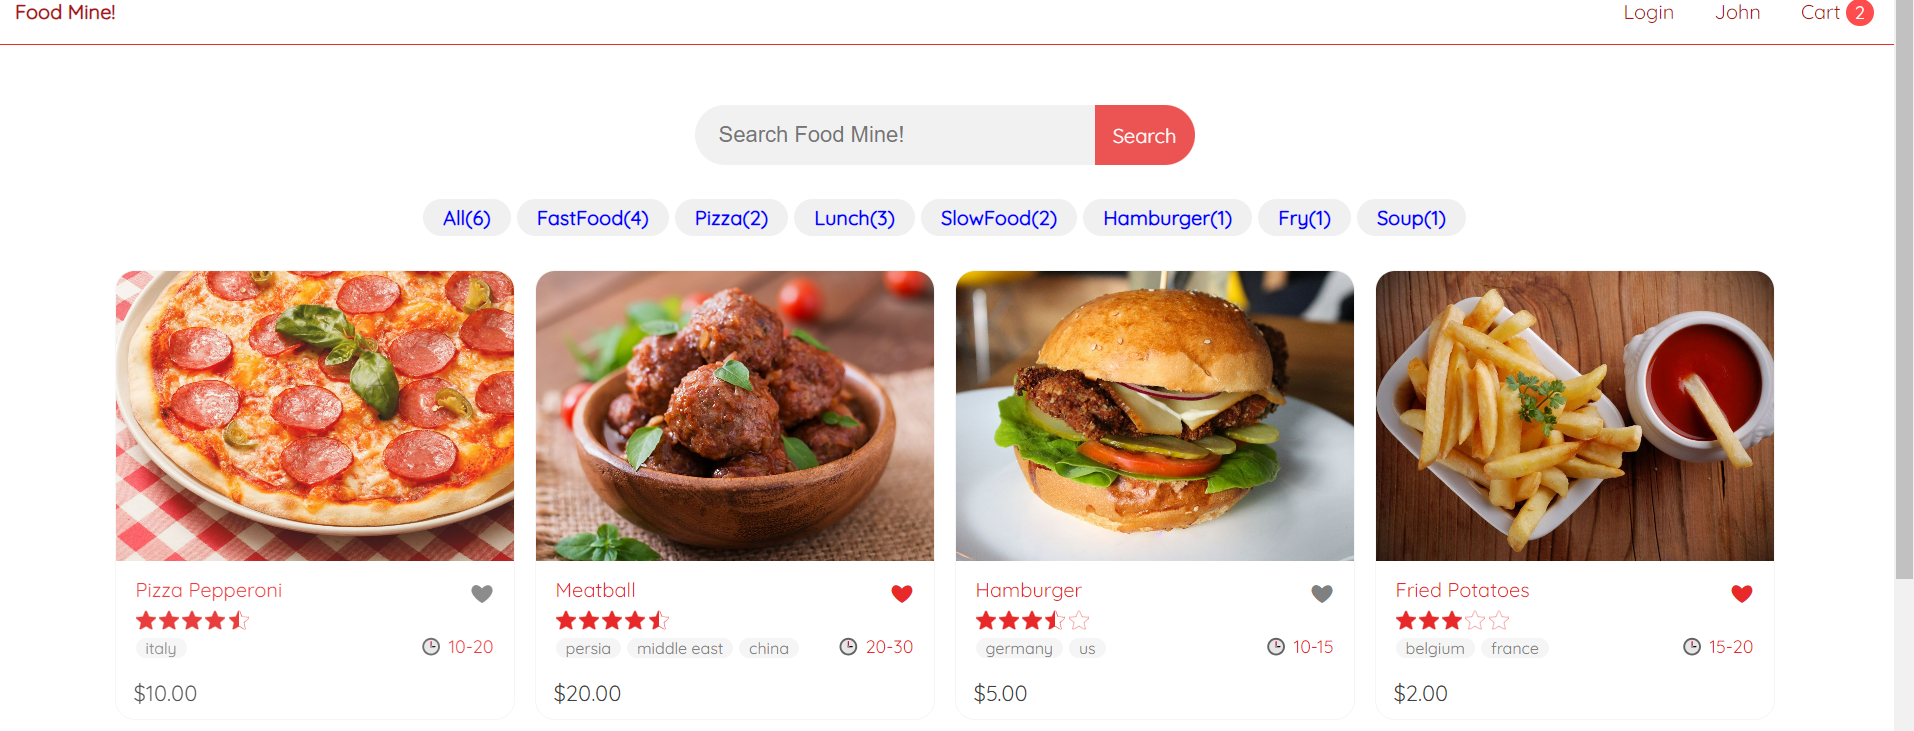 Food Mine! Login John Cart 2
Search Food Mine! Search
All(6) FastFood(4) Pizza(2) Lunch(3) SlowFood(2) Hamburger(1) Fry(1) Soup(1)
Pizza Pepperoni
italy 10-20
$10.00
Meatball
persia middle east china 20-30
$20.00
Hamburger
germany us 10-15
$5.00
Fried Potatoes
belgium france 15-20
$2.00